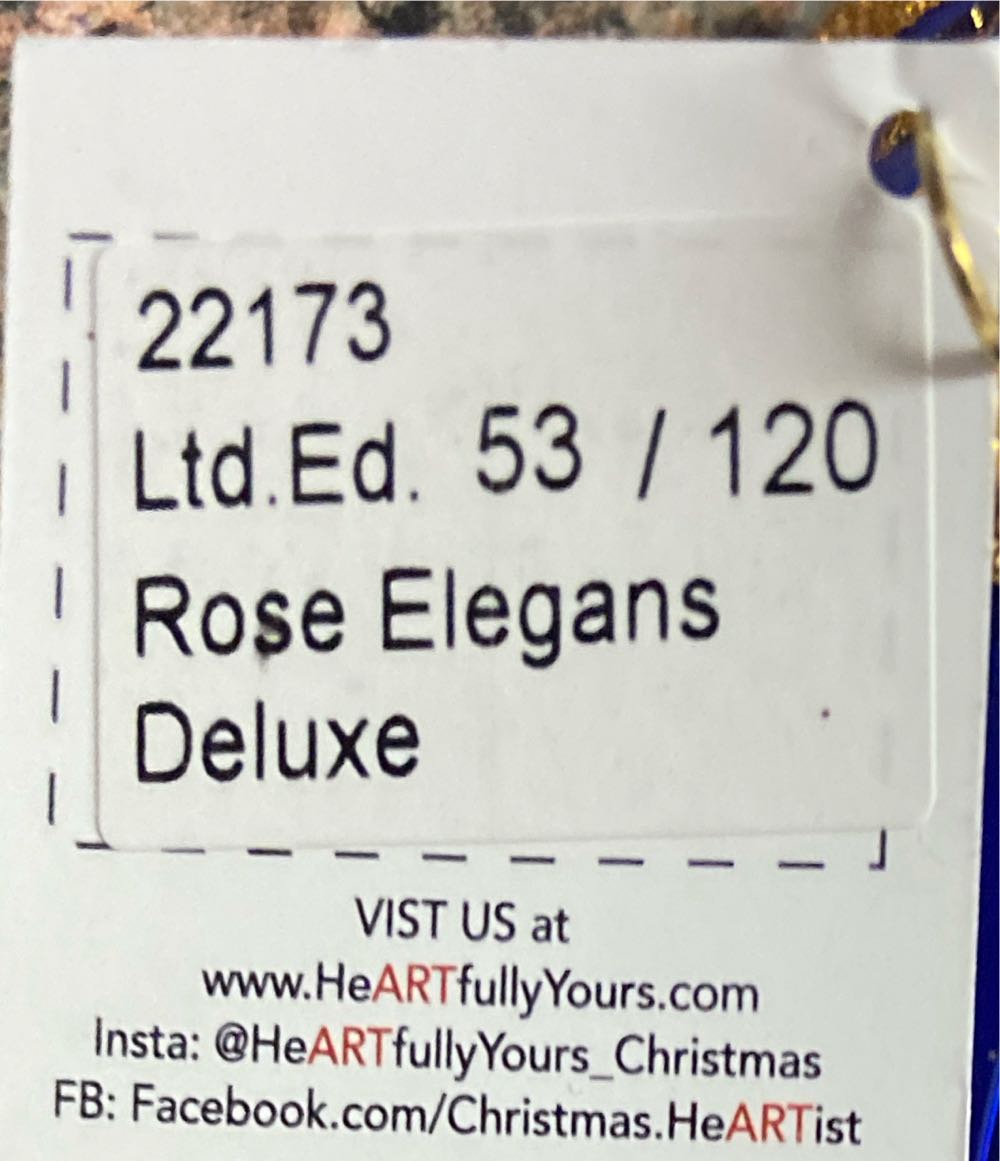 22173
Ltd.Ed. 53 / 120
Rose Elegans
Deluxe
VIST US at
www.HeARTfullyYours.com
Insta: @HeARTfullyYours_Christmas
FB: Facebook.com/Christmas.HeARTist